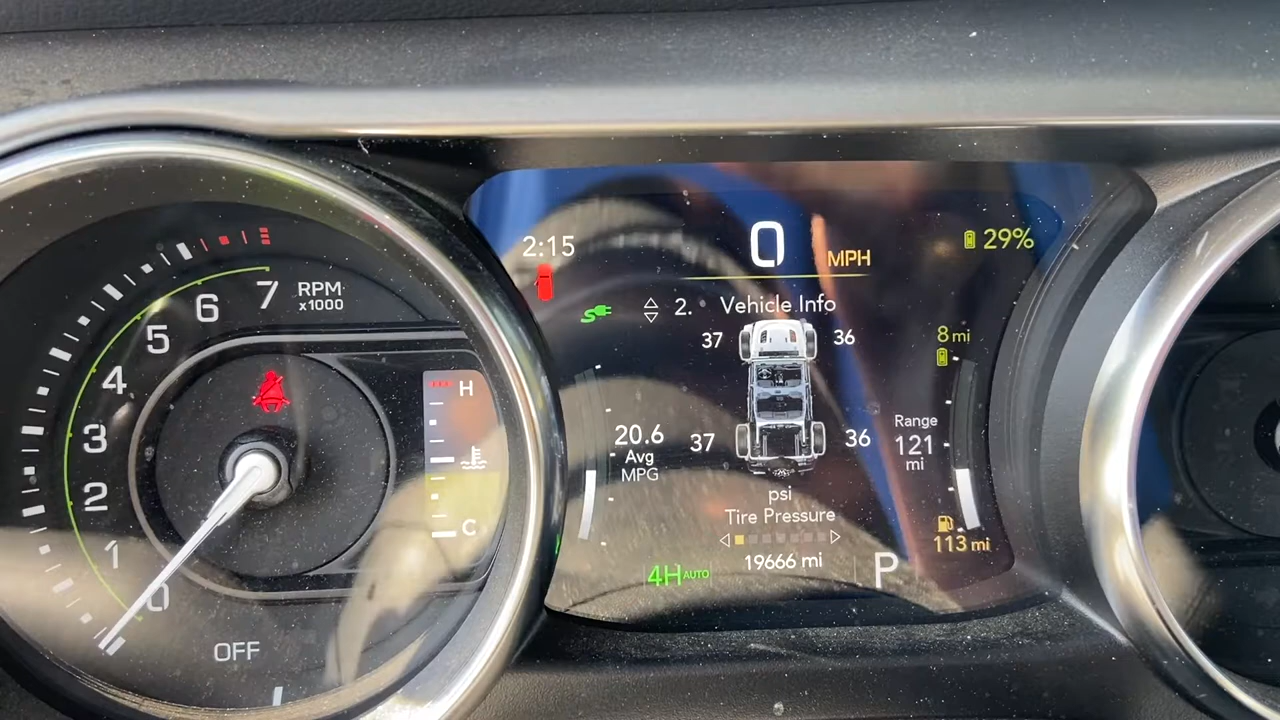 7
6
5
4
3
2
1
0
RPM
x1000
H
C
OFF
2:15
0
MPH
29%
2. Vehicle Info
37
36
8 mi
20.6
Avg
MPG
37
36
Range
121
mi
psi
Tire Pressure
113 mi
19666 mi
4H AUTO
P